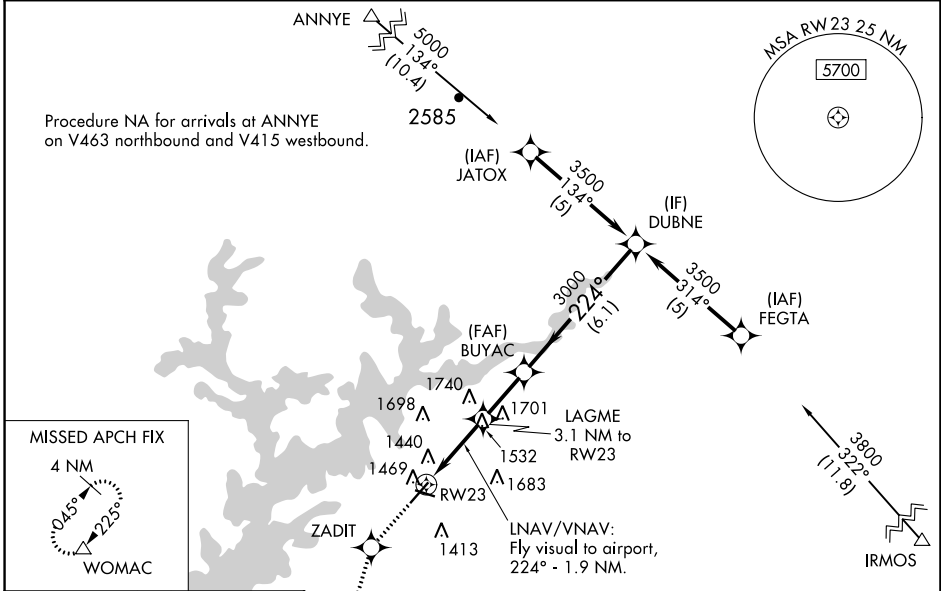 ANNYE
5000
134°
(10.4)
2585
MSA RW23 25 NM
5700
Procedure NA for arrivals at ANNYE
on V463 northbound and V415 westbound.
(IAF)
JATOX
3500
134°
(5)
(IF)
DUBNE
3500
314°
(5)
(IAF)
FEGTA
3000
224°
(6.1)
(FAF)
BUYAC
1740
1698
1701
LAGME
3.1 NM to
RW23
1440
1532
1469
1683
RW23
3800
322°
(11.8)
IRMOS
MISSED APCH FIX
4 NM
045°
225°
WOMAC
ZADIT
1413
LNAV/VNAV:
Fly visual to airport,
224° - 1.9 NM.